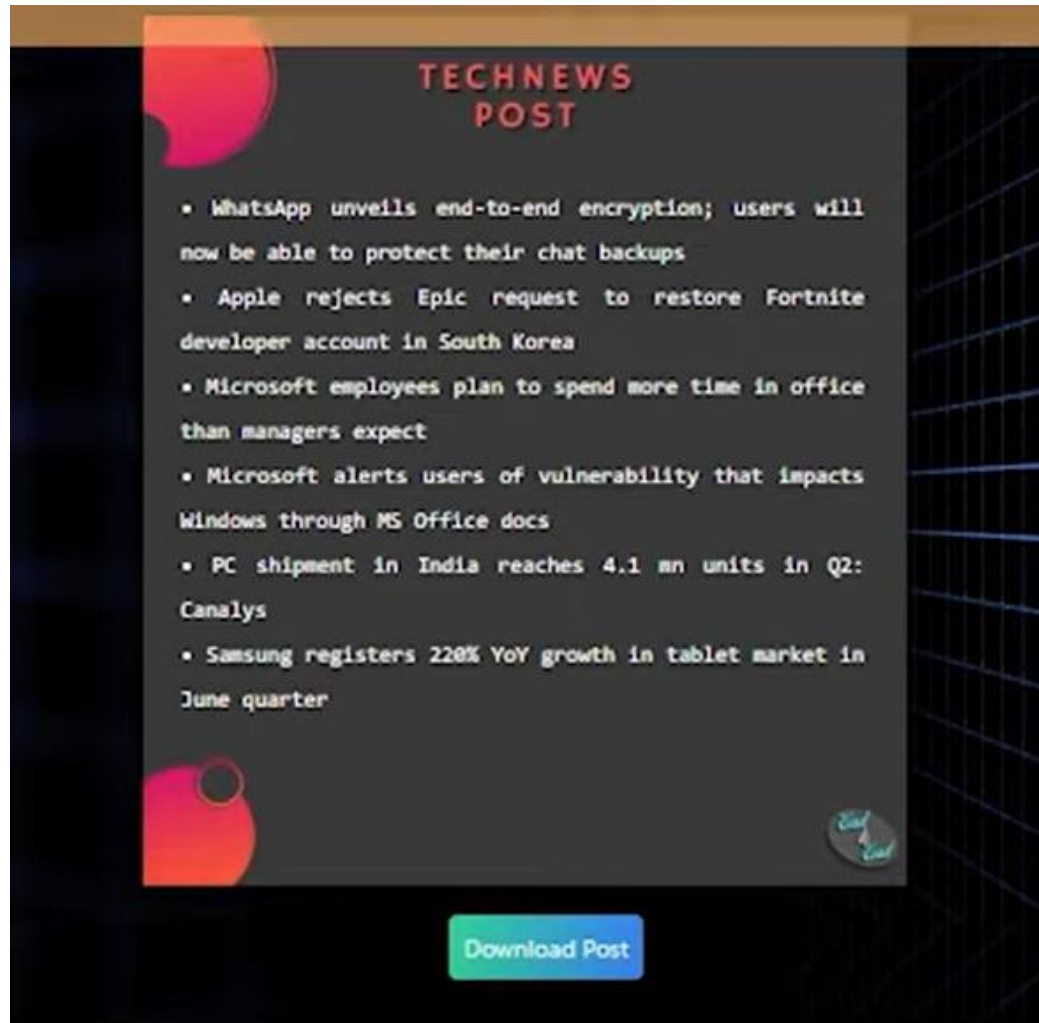 TECHNEWS
POST
• WhatsApp unveils end-to-end encryption; users will
now be able to protect their chat backups
• Apple rejects Epic request to restore Fortnite
developer account in South Korea
• Microsoft employees plan to spend more time in office
than managers expect
• Microsoft alerts users of vulnerability that impacts
Windows through MS Office docs
• PC shipment in India reaches 4.1 mn units in Q2:
Canalys
• Samsung registers 220% YoY growth in tablet market in
June quarter
Download Post